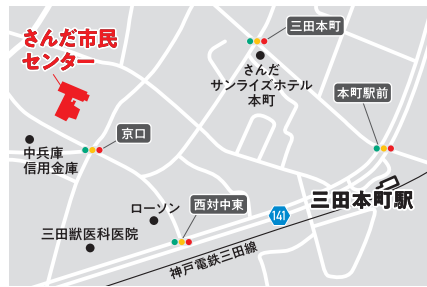 三田本町
さんだ市民
センター
さんだ
サンライズホテル
本町
本町駅前
京口
中兵庫
信用金庫
三田本町駅
ローソン
西対中東
141
三田獣医科医院
神戸電鉄三田線